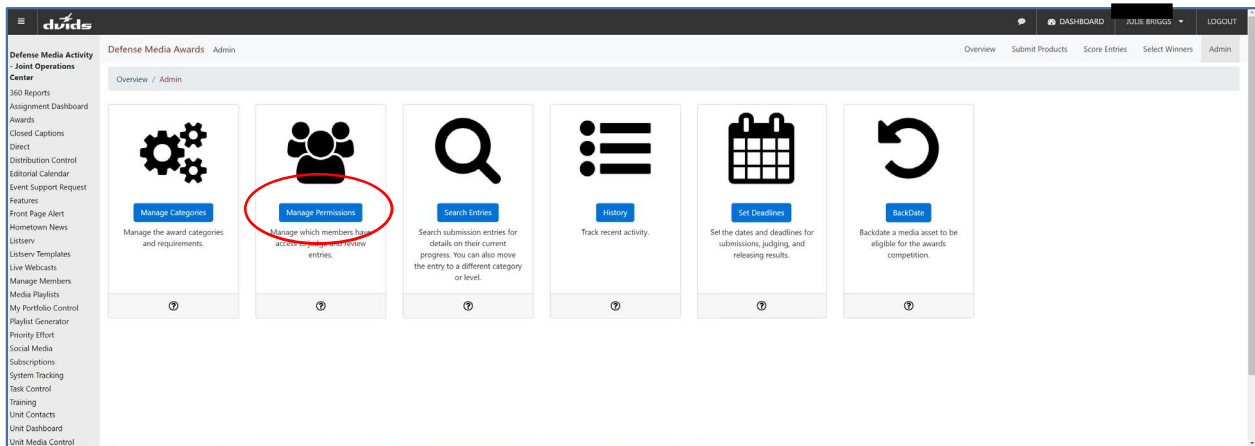 ≡ dvids DASHBOARD JULIE BRIGGS LOGOUT
Defense Media Activity
- Joint Operations
Center
360 Reports
Assignment Dashboard
Awards
Closed Captions
Direct
Distribution Control
Editorial Calendar
Event Support Request
Features
Front Page Alert
Hometown News
Listserv
Listserv Templates
Live Webcasts
Manage Members
Media Playlists
My Portfolio Control
Playlist Generator
Priority Effort
Social Media
Subscriptions
System Tracking
Task Control
Training
Unit Contacts
Unit Dashboard
Unit Media Control
Defense Media Awards Admin
Overview Submit Products Score Entries Select Winners Admin
Overview / Admin
Manage Categories
Manage the award categories
and requirements.
?
Manage Permissions
Manage which members have
access to judge and review
entries.
?
Search Entries
Search submission entries for
details on their current
progress. You can also move
the entry to a different category
or level.
?
History
Track recent activity.
?
Set Deadlines
Set the dates and deadlines for
submissions, judging, and
releasing results.
?
BackDate
Backdate a media asset to be
eligible for the awards
competition.
?